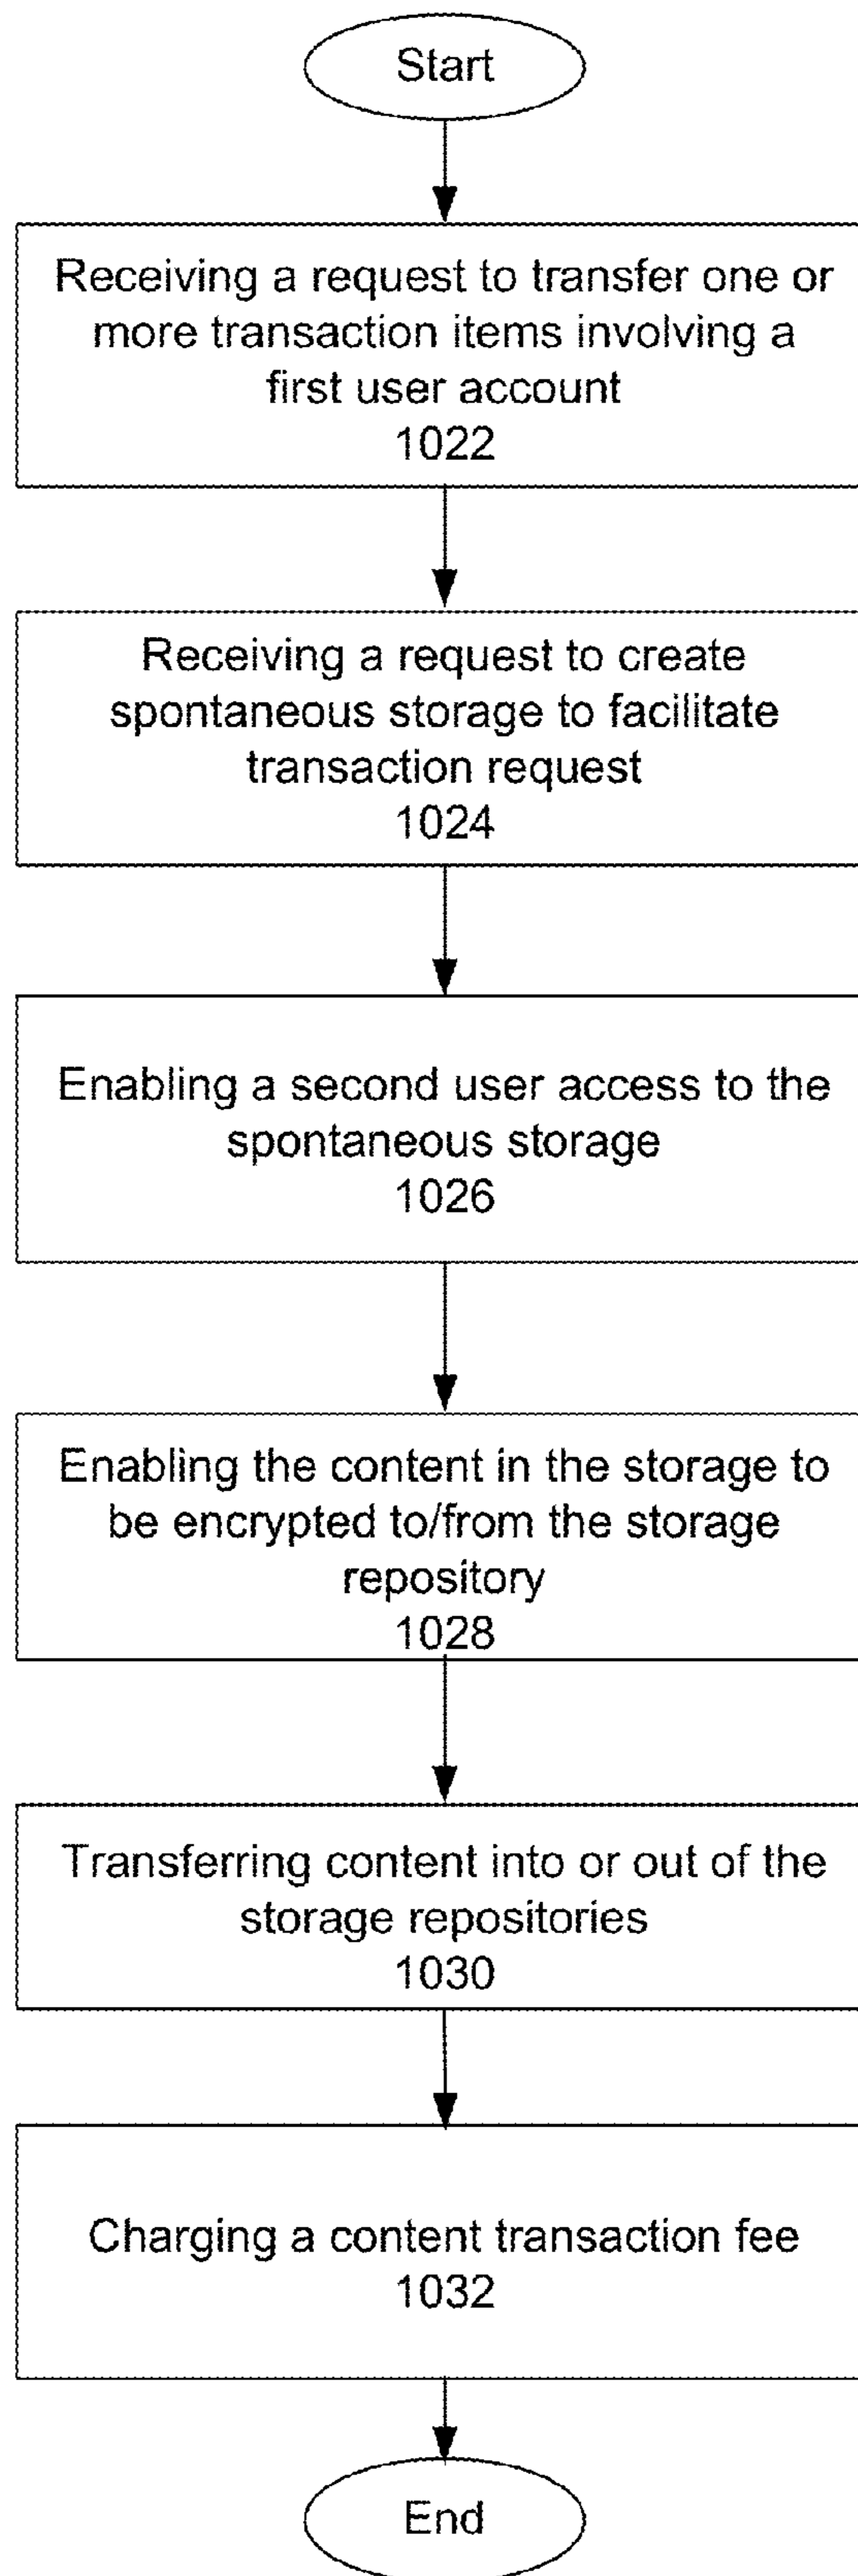 Start
Receiving a request to transfer one or
more transaction items involving a
first user account
1022
Receiving a request to create
spontaneous storage to facilitate
transaction request
1024
Enabling a second user access to the
spontaneous storage
1026
Enabling the content in the storage to
be encrypted to/from the storage
repository
1028
Transferring content into or out of the
storage repositories
1030
Charging a content transaction fee
1032
End